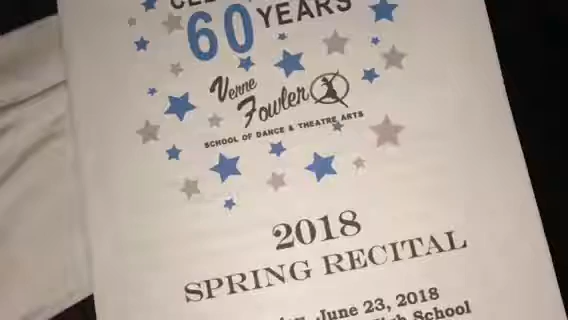 60 YEARS
Verne
Fowler
SCHOOL OF DANCE & THEATRE ARTS
2018
SPRING RECITAL
June 23, 2018
High School